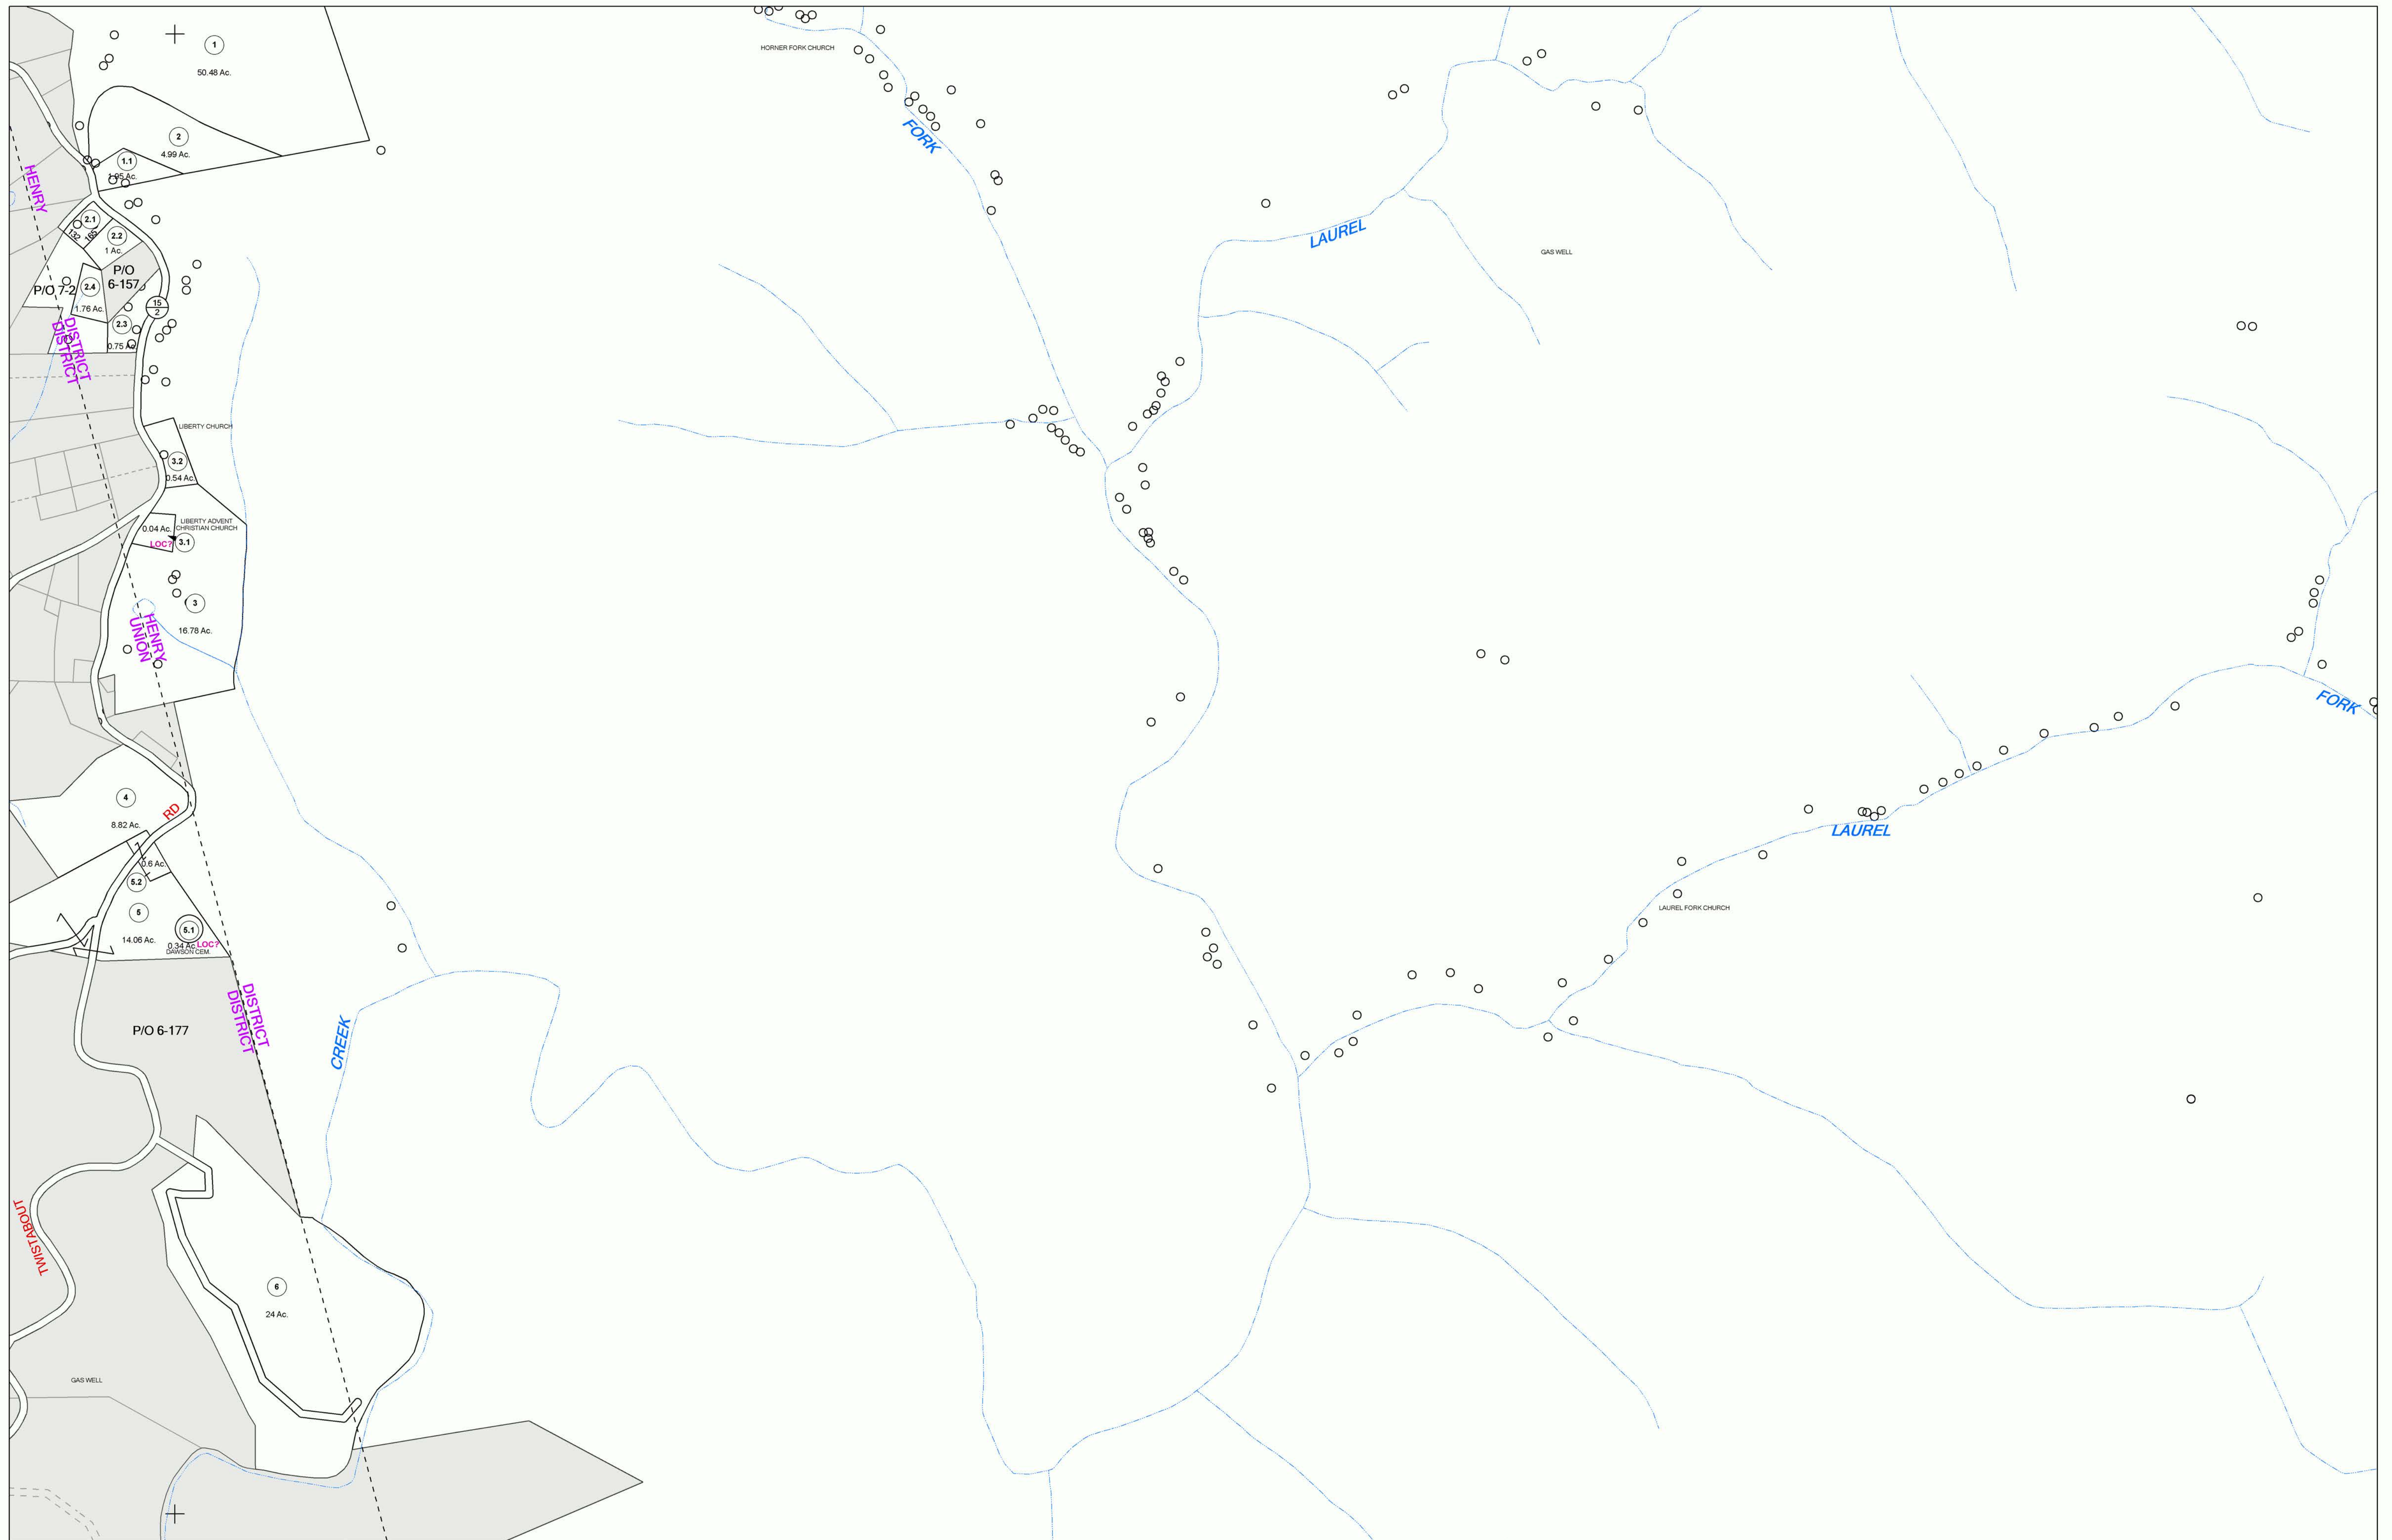 1
50.48 Ac.
HORNER FORK CHURCH
FORK
2
4.99 Ac.
1.1
1.95 Ac.
HENRY
2.1
132
165
2.2
1 Ac.
LAUREL
GAS WELL
P/O
6-157
P/O 7-2
2.4
1.76 Ac.
15
2
2.3
0.75 Ac.
DISTRICT
DISTRICT
LIBERTY CHURCH
3.2
0.54 Ac.
LIBERTY ADVENT
CHRISTIAN CHURCH
0.04 Ac.
LOC?
3.1
3
16.78 Ac.
HENRY
UNION
FORK
4
RD
8.82 Ac.
LAUREL
0.6 Ac.
5.2
5
14.06 Ac.
5.1
0.34 Ac.
LOC?
DAWSON CEM.
LAUREL FORK CHURCH
DISTRICT
DISTRICT
P/O 6-177
CREEK
TWISTABOUT
6
24 Ac.
GAS WELL